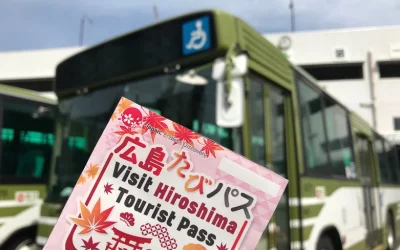 広島たびパス
Visit Hiroshima
Tourist Pass